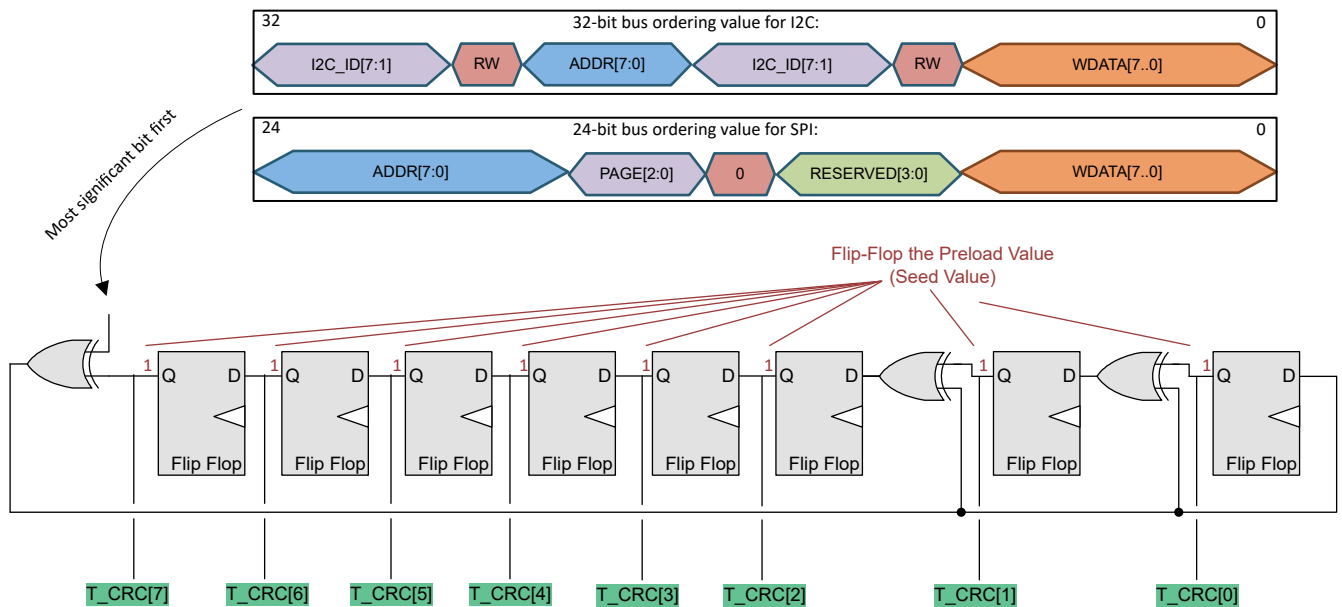 32 32-bit bus ordering value for I2C: 0
I2C_ID[7:1] RW ADDR[7:0] I2C_ID[7:1] RW WDATA[7..0]
24 24-bit bus ordering value for SPI: 0
ADDR[7:0] PAGE[2:0] 0 RESERVED[3:0] WDATA[7..0]
Most significant bit first
Flip-Flop the Preload Value
(Seed Value)
1 1 1 1 1 1 1 1
Q D Q D Q D Q D Q D Q D Q D Q D
Flip Flop Flip Flop Flip Flop Flip Flop Flip Flop Flip Flop Flip Flop Flip Flop
T_CRC[7] T_CRC[6] T_CRC[5] T_CRC[4] T_CRC[3] T_CRC[2] T_CRC[1] T_CRC[0]